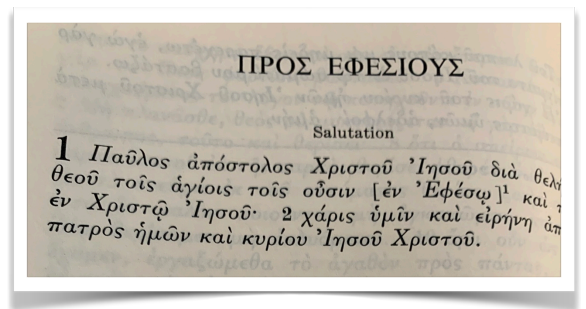 ΠΡΟΣ ΕΦΕΣΙΟΥΣ
Salutation
1 Παῦλος ἀπόστολος Χριστοῦ Ἰησοῦ διὰ
θεοῦ τοῖς ἁγίοις τοῖς οὖσιν [ἐν Ἐφέσῳ]¹ καὶ
ἐν Χριστῷ Ἰησοῦ· 2 χάρις ὑμῖν καὶ εἰρήνη
πατρὸς ἡμῶν καὶ κυρίου Ἰησοῦ Χριστοῦ.